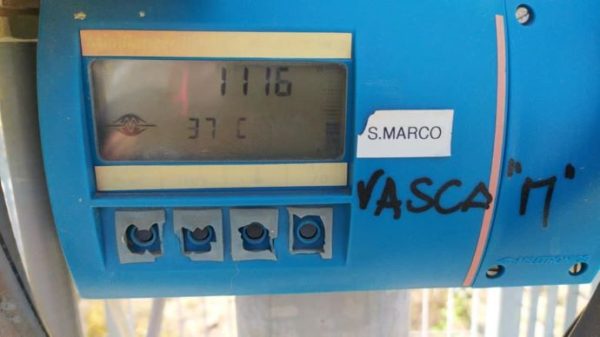 1116
37 C
S.MARCO
VASCA "M"